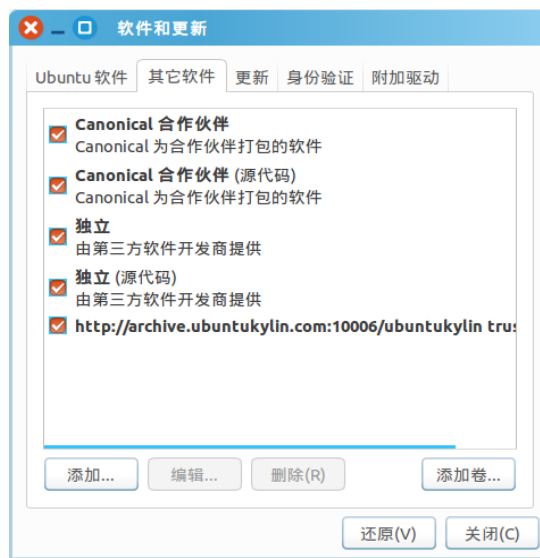 软件和更新
Ubuntu 软件 其它软件 更新 身份验证 附加驱动
Canonical 合作伙伴
Canonical 为合作伙伴打包的软件
Canonical 合作伙伴 (源代码)
Canonical 为合作伙伴打包的软件
独立
由第三方软件开发商提供
独立 (源代码)
由第三方软件开发商提供
http://archive.ubuntukylin.com:10006/ubuntukylin trus
添加... 编辑... 删除(R) 添加卷...
还原(V) 关闭(C)